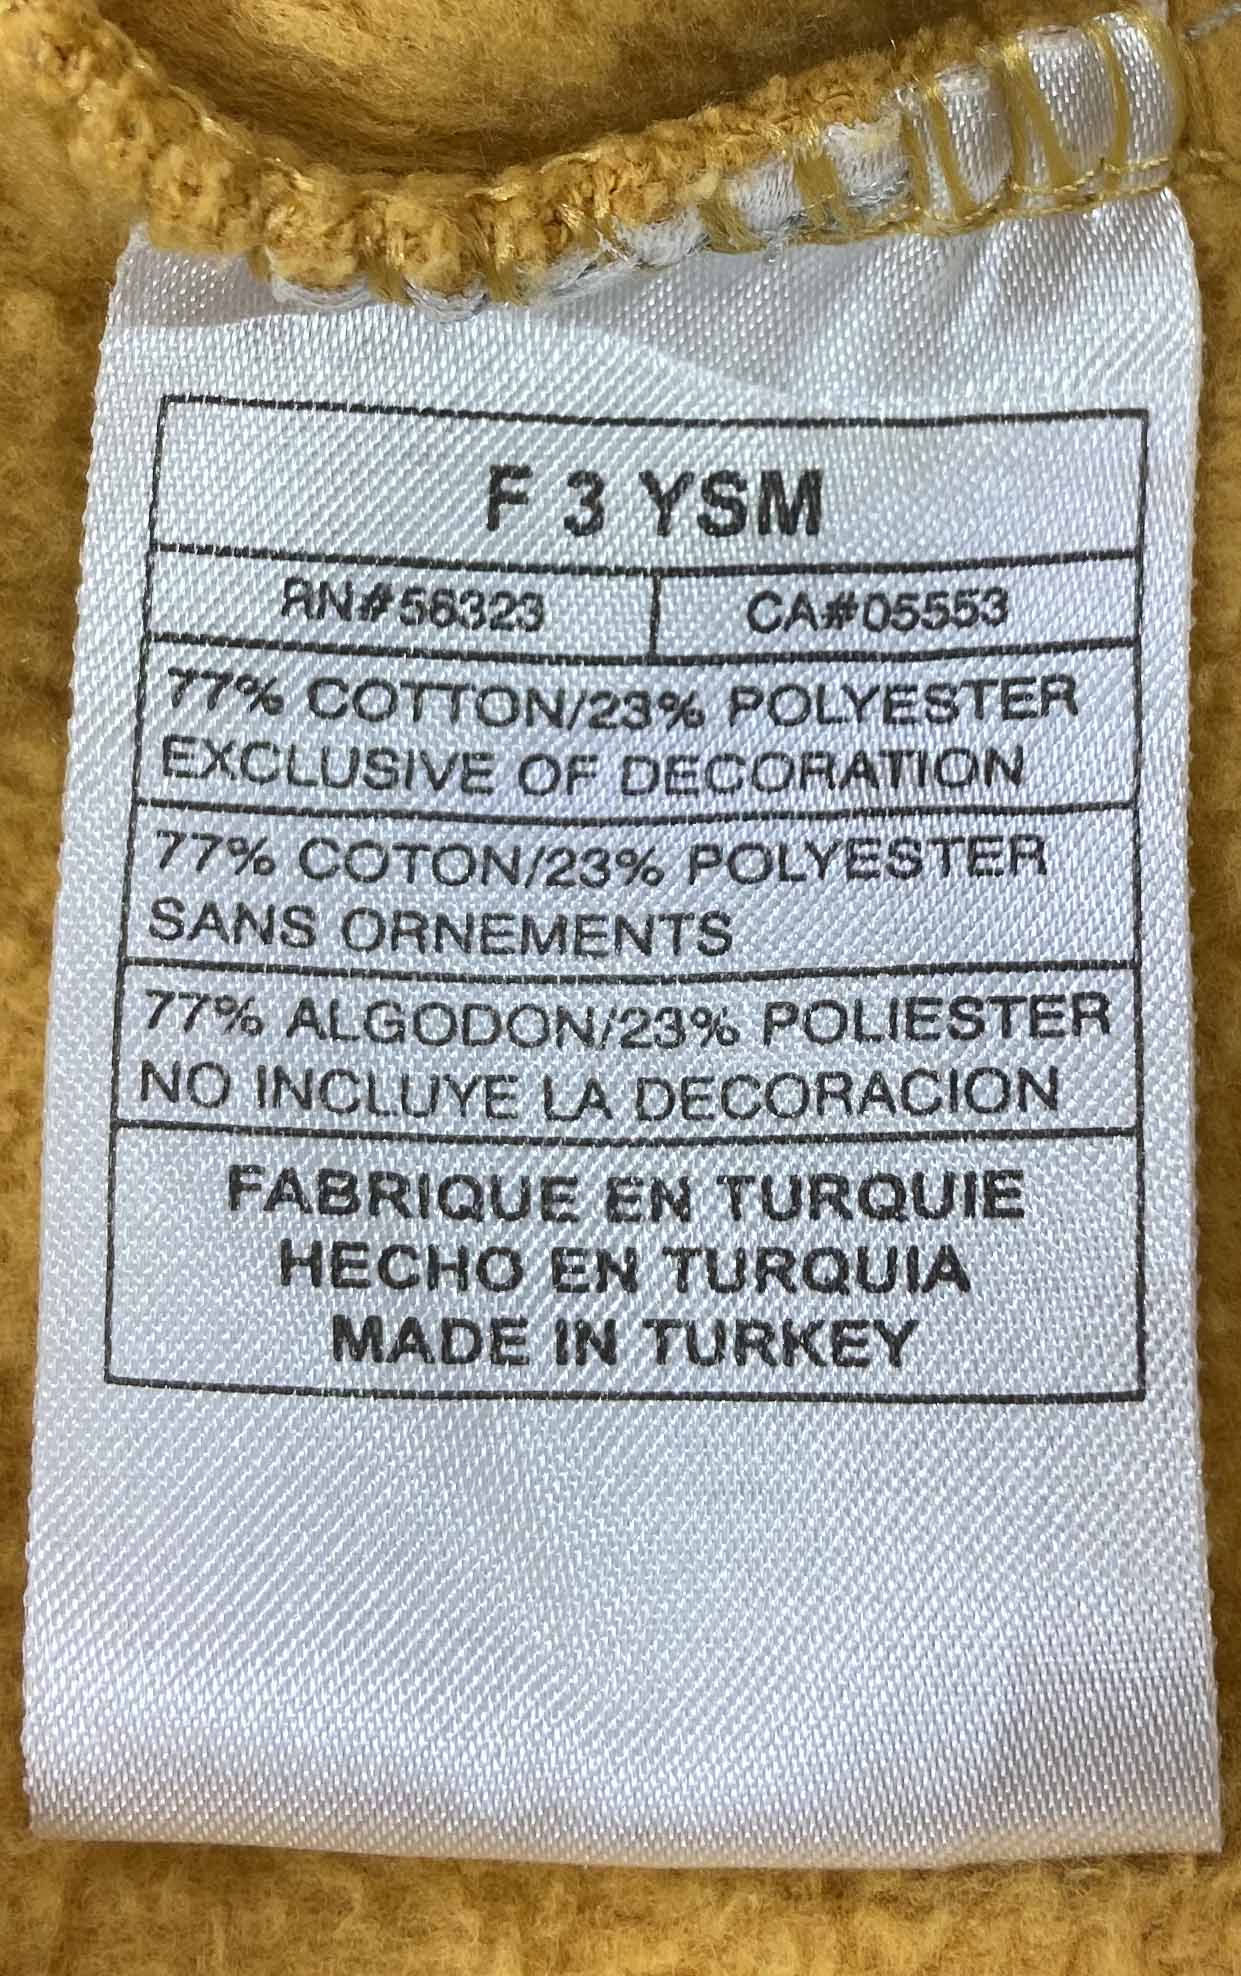 F 3 YSM
RN#56323 CA#05553
77% COTTON/23% POLYESTER
EXCLUSIVE OF DECORATION
77% COTON/23% POLYESTER
SANS ORNEMENTS
77% ALGODON/23% POLIESTER
NO INCLUYE LA DECORACION
FABRIQUE EN TURQUIE
HECHO EN TURQUIA
MADE IN TURKEY